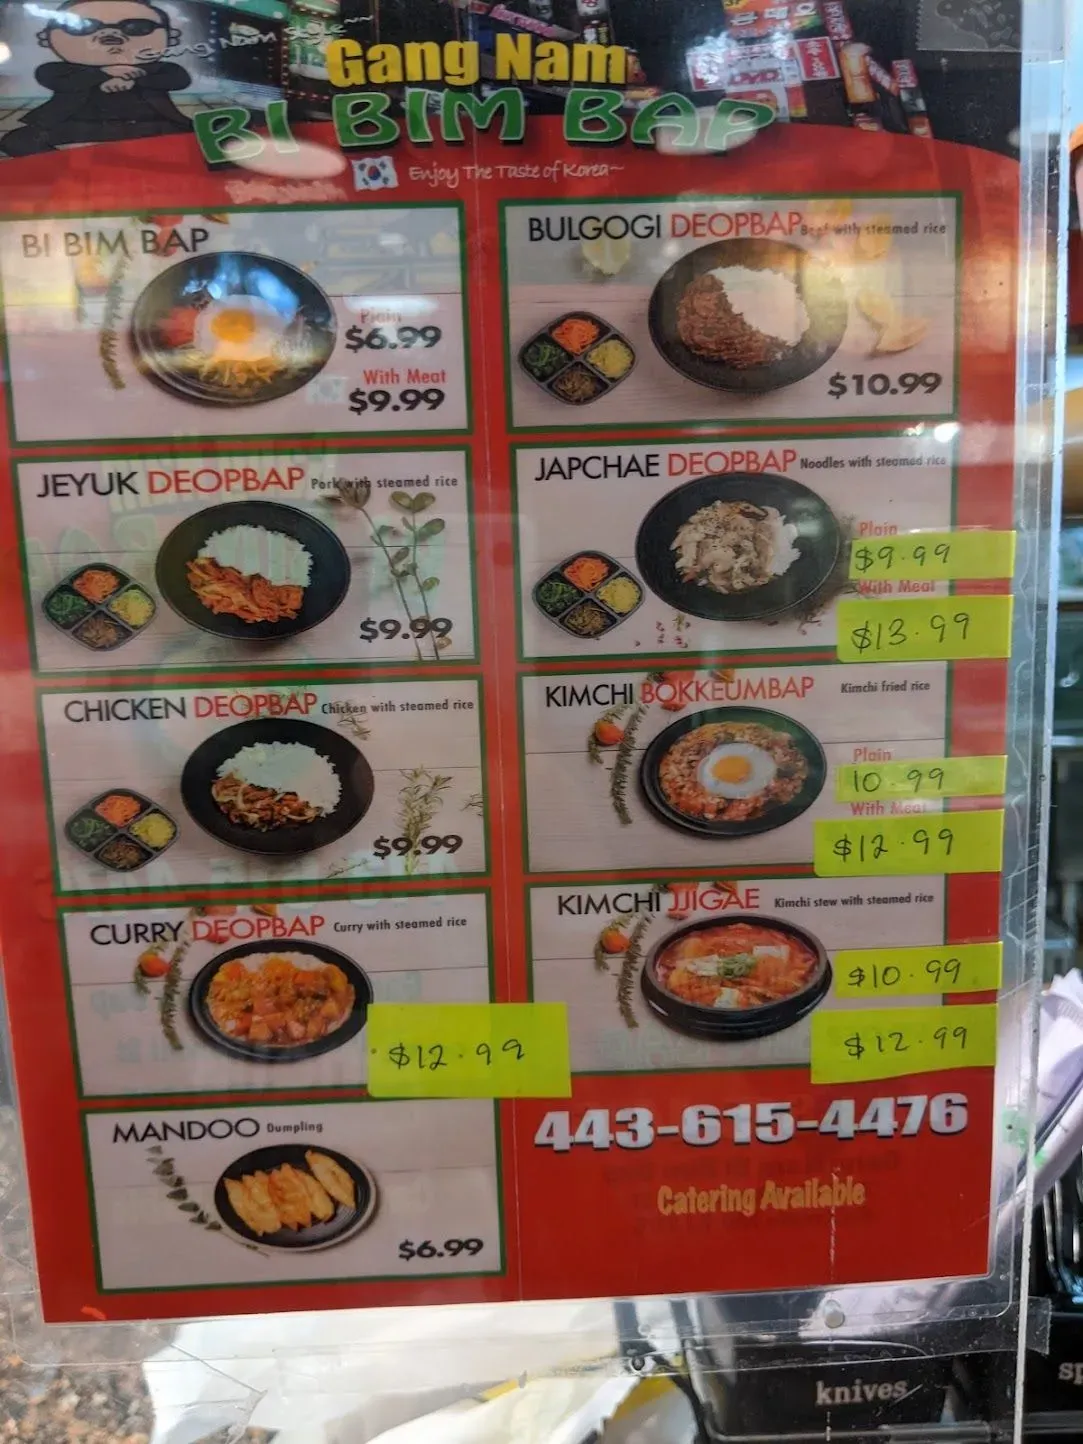 Gang Nam Style~~
Gang Nam
BI BIM BAP
Enjoy The Taste of Korea~
BI BIM BAP
Plain
$6.99
With Meat
$9.99
BULGOGI DEOPBAP Beef with steamed rice
$10.99
JEYUK DEOPBAP Pork with steamed rice
$9.99
JAPCHAE DEOPBAP Noodles with steamed rice
Plain
$9.99
With Meat
$13.99
CHICKEN DEOPBAP Chicken with steamed rice
$9.99
KIMCHI BOKKEUMBAP Kimchi fried rice
Plain
10.99
With Meat
$12.99
CURRY DEOPBAP Curry with steamed rice
$12.99
KIMCHI JJIGAE Kimchi stew with steamed rice
$10.99
$12.99
MANDOO Dumpling
$6.99
443-615-4476
Catering Available
knives